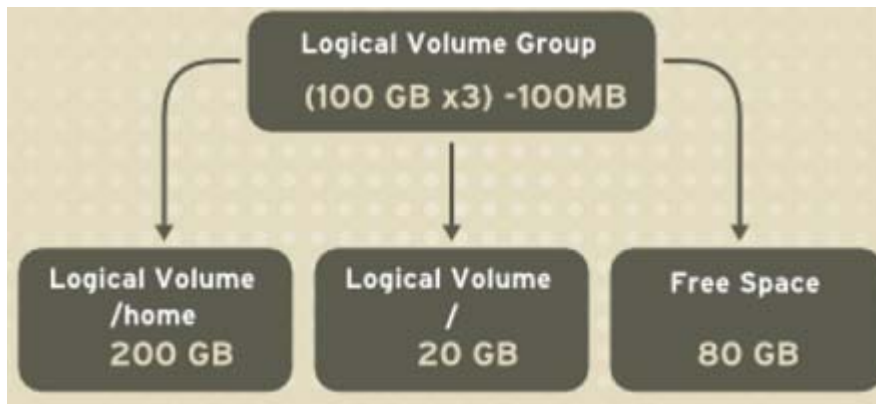 Logical Volume Group
(100 GB x3) -100MB
Logical Volume
/home
200 GB
Logical Volume
/
20 GB
Free Space
80 GB